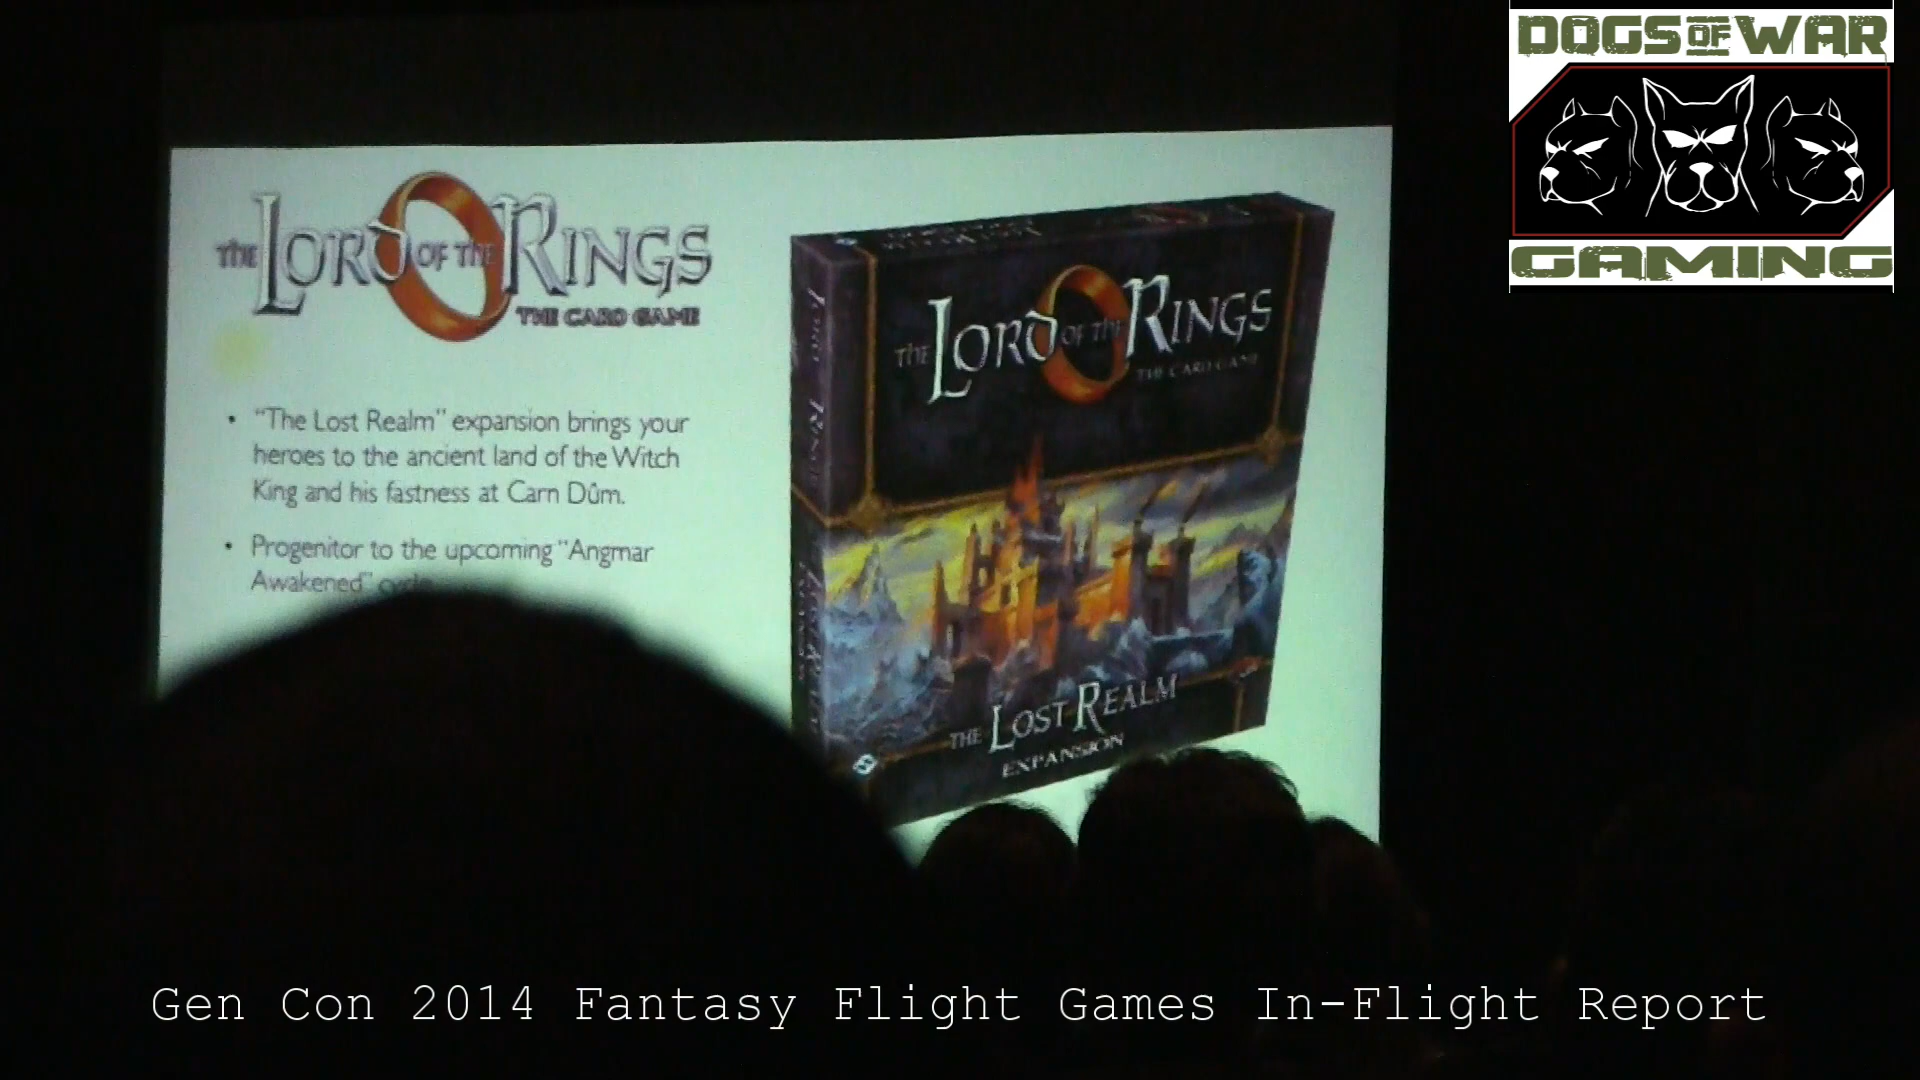 DOGS OF WAR
GAMING
THE LORD OF THE RINGS
THE CARD GAME
• "The Lost Realm" expansion brings your
heroes to the ancient land of the Witch
King and his fastness at Carn Dûm.
• Progenitor to the upcoming "Angmar
Awakened" cycle
THE LORD OF THE RINGS
THE CARD GAME
THE LOST REALM
EXPANSION
Gen Con 2014 Fantasy Flight Games In-Flight Report